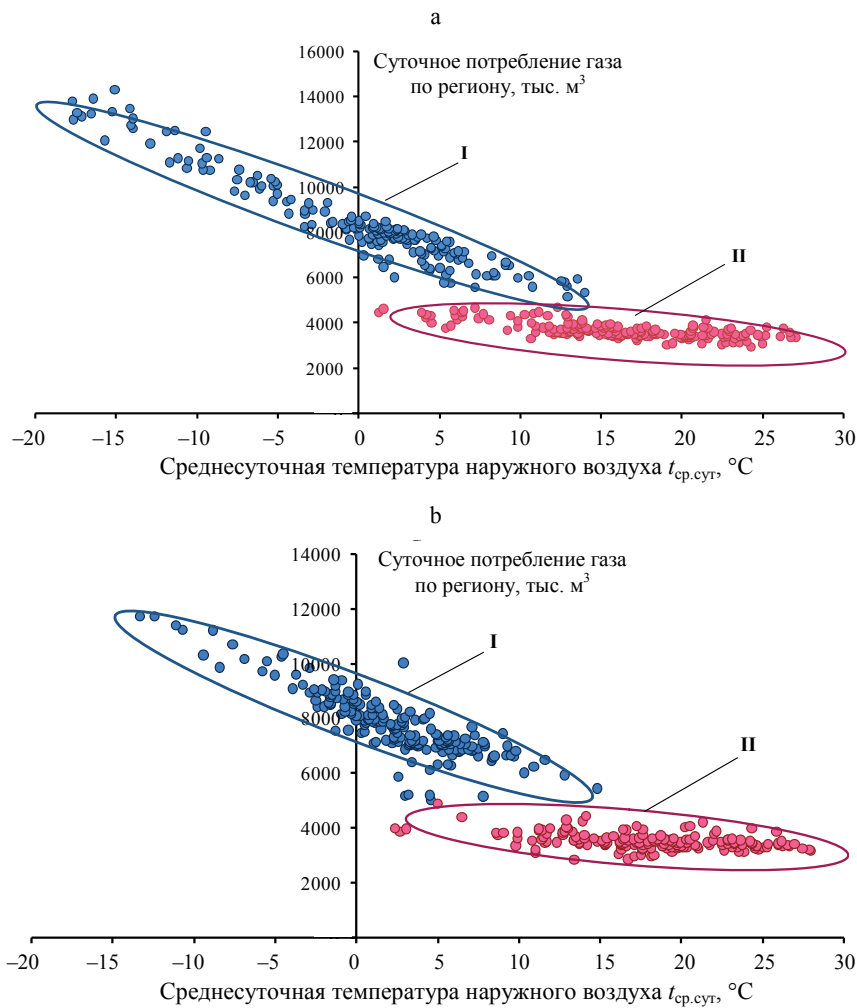 a
16000
Суточное потребление газа
по региону, тыс. м³
14000
12000
I
10000
8000
6000
II
4000
2000
–20 –15 –10 –5 0 5 10 15 20 25 30
Среднесуточная температура наружного воздуха tср.сут, °С
b
14000
Суточное потребление газа
по региону, тыс. м³
12000
I
10000
8000
6000
II
4000
2000
–20 –15 –10 –5 0 5 10 15 20 25 30
Среднесуточная температура наружного воздуха tср.сут, °С